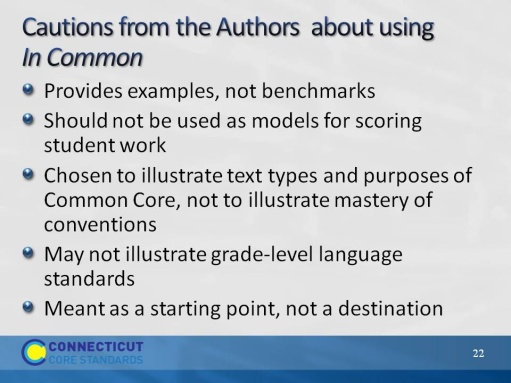 Cautions from the Authors about using
In Common
Provides examples, not benchmarks
Should not be used as models for scoring
student work
Chosen to illustrate text types and purposes of
Common Core, not to illustrate mastery of
conventions
May not illustrate grade-level language
standards
Meant as a starting point, not a destination
CONNECTICUT
CORE STANDARDS
22